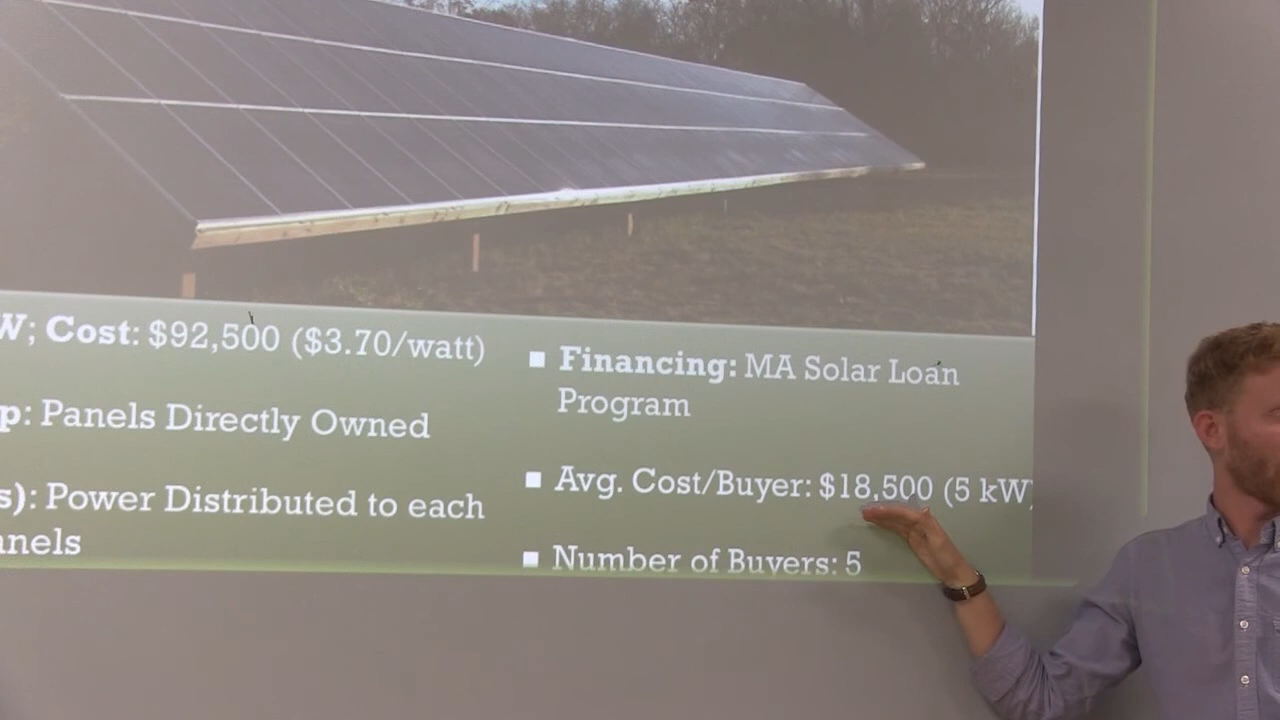 W; Cost: $92,500 ($3.70/watt)
p: Panels Directly Owned
s): Power Distributed to each
anels
■ Financing: MA Solar Loan
Program
■ Avg. Cost/Buyer: $18,500 (5 kW)
■ Number of Buyers: 5